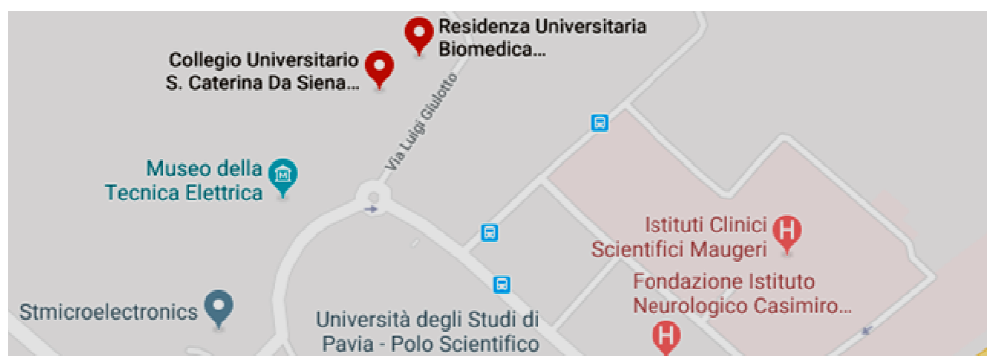 Residenza Universitaria
Biomedica...
Collegio Universitario
S. Caterina Da Siena...
Via Luigi Giulotto
Museo della
Tecnica Elettrica
M
Istituti Clinici
Scientifici Maugeri
H
Fondazione Istituto
Neurologico Casimiro...
H
Stmicroelectronics
Università degli Studi di
Pavia - Polo Scientifico